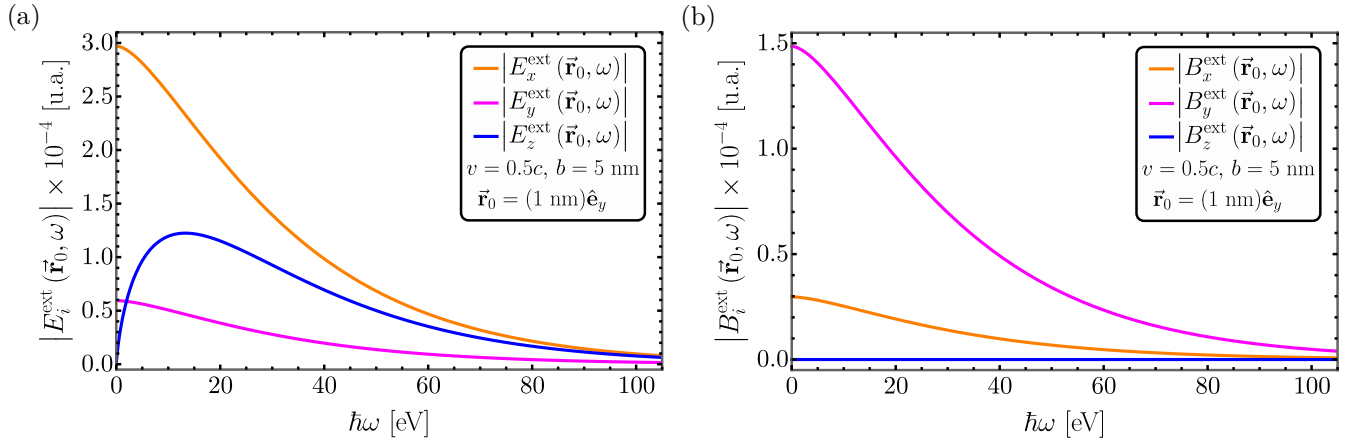 (a)
|E_i^ext (r⃗_0, ω)| × 10^−4 [u.a.]
3.0
2.5
2.0
1.5
1.0
0.5
0.0
|E_x^ext (r⃗_0, ω)|
|E_y^ext (r⃗_0, ω)|
|E_z^ext (r⃗_0, ω)|
v = 0.5c, b = 5 nm
r⃗_0 = (1 nm)ê_y
0 20 40 60 80 100
ℏω [eV]
(b)
|B_i^ext (r⃗_0, ω)| × 10^−4 [u.a.]
1.5
1.0
0.5
0.0
|B_x^ext (r⃗_0, ω)|
|B_y^ext (r⃗_0, ω)|
|B_z^ext (r⃗_0, ω)|
v = 0.5c, b = 5 nm
r⃗_0 = (1 nm)ê_y
0 20 40 60 80 100
ℏω [eV]